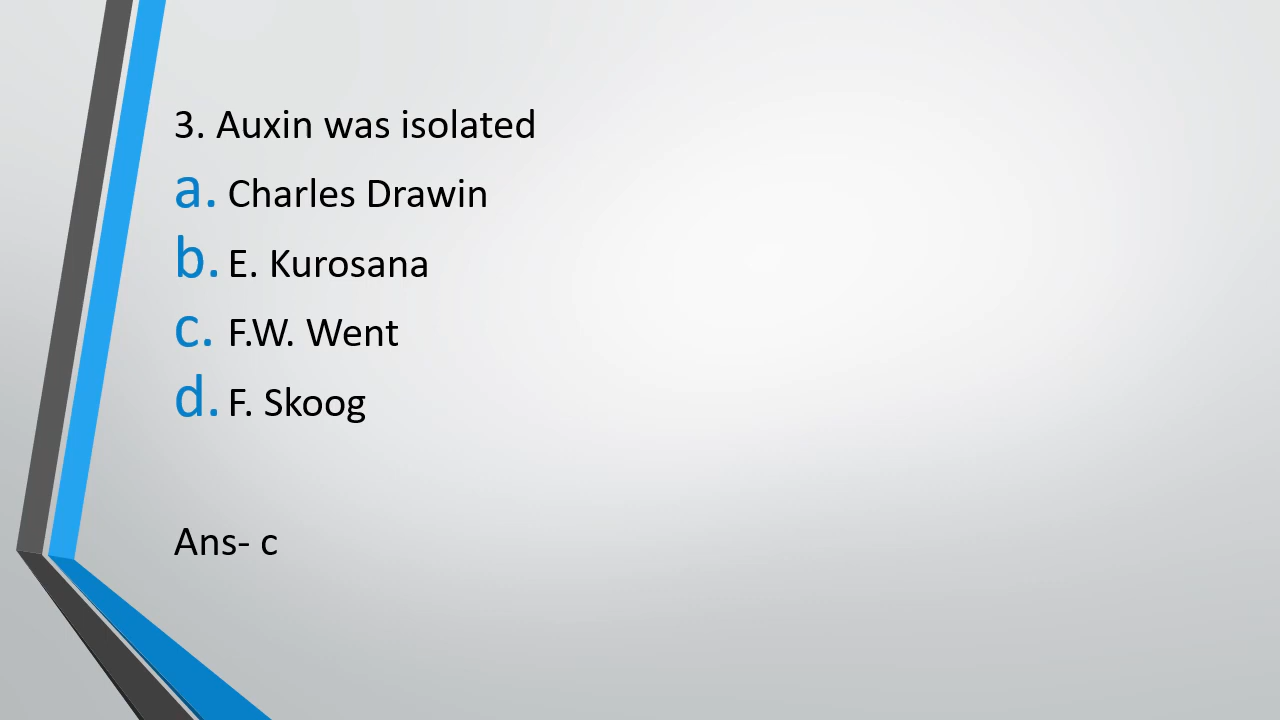 3. Auxin was isolated
a. Charles Drawin
b. E. Kurosana
c. F.W. Went
d. F. Skoog
Ans- c